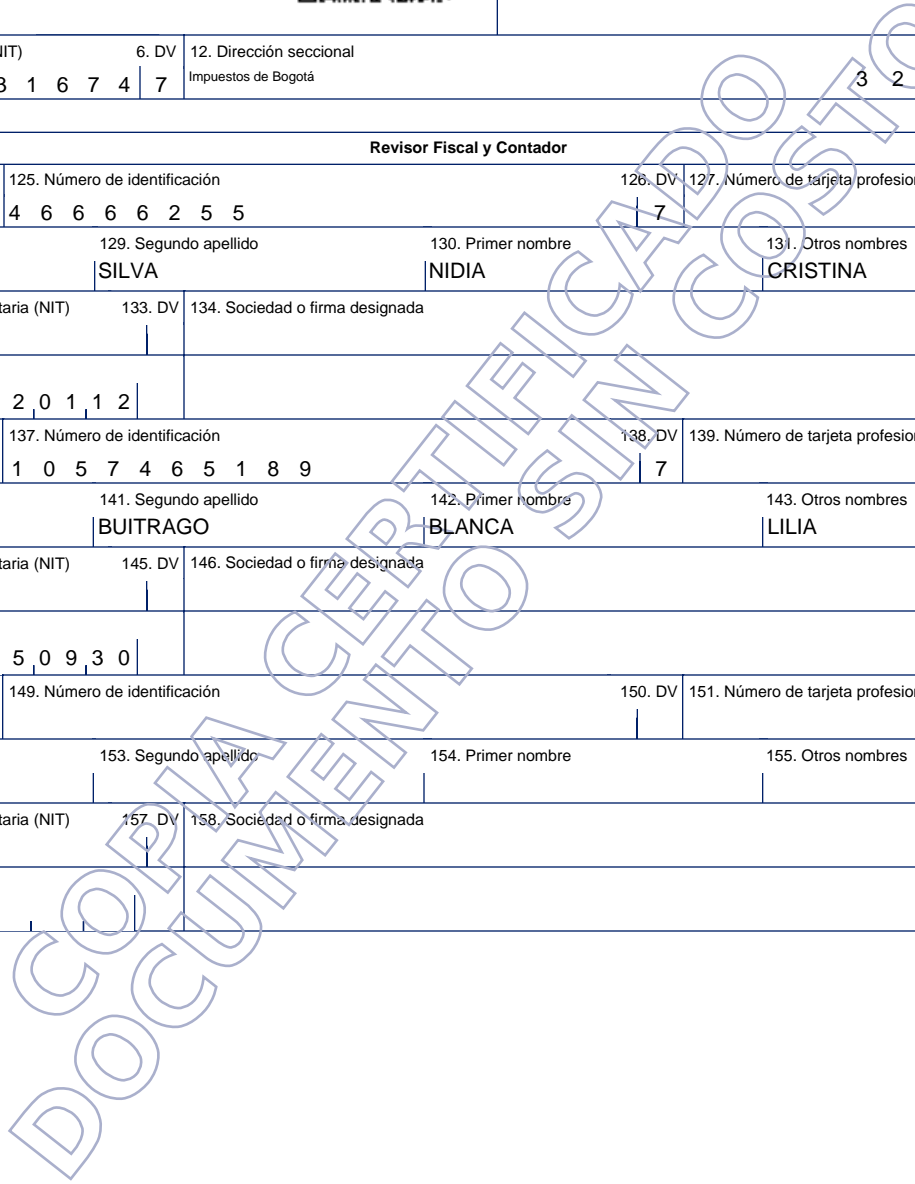 NIT) 6. DV 12. Dirección seccional
3 1 6 7 4 7 Impuestos de Bogotá 3 2
Revisor Fiscal y Contador
125. Número de identificación 126. DV 127. Número de tarjeta profesion
4 6 6 6 6 2 5 5 7
129. Segundo apellido 130. Primer nombre 131. Otros nombres
SILVA NIDIA CRISTINA
taria (NIT) 133. DV 134. Sociedad o firma designada
2 0 1 1 2
137. Número de identificación 138. DV 139. Número de tarjeta profesion
1 0 5 7 4 6 5 1 8 9 7
141. Segundo apellido 142. Primer nombre 143. Otros nombres
BUITRAGO BLANCA LILIA
taria (NIT) 145. DV 146. Sociedad o firma designada
5 0 9 3 0
149. Número de identificación 150. DV 151. Número de tarjeta profesion
153. Segundo apellido 154. Primer nombre 155. Otros nombres
taria (NIT) 157. DV 158. Sociedad o firma designada
COPIA CERTIFICADO
DOCUMENTO SIN COSTO